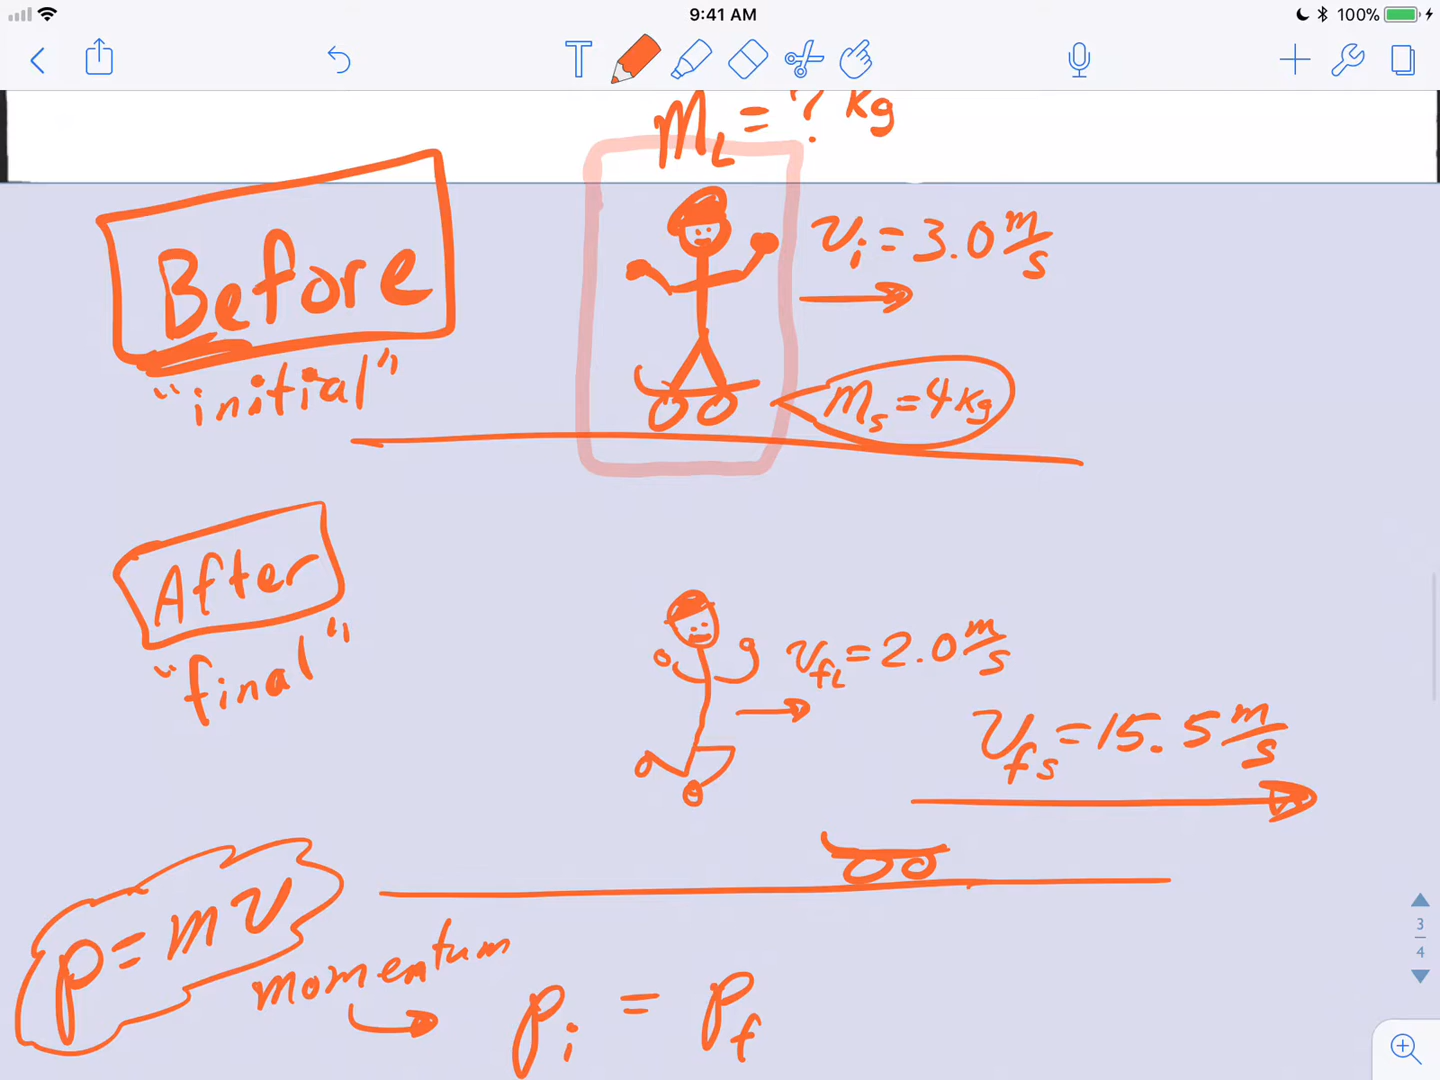 9:41 AM
100%
T
m_L = ? kg
Before
"initial"
v_i = 3.0 m/s
m_s = 4 kg
After
"final"
v_fL = 2.0 m/s
v_fs = 15.5 m/s
p = mv
momentum
p_i = p_f
3
4